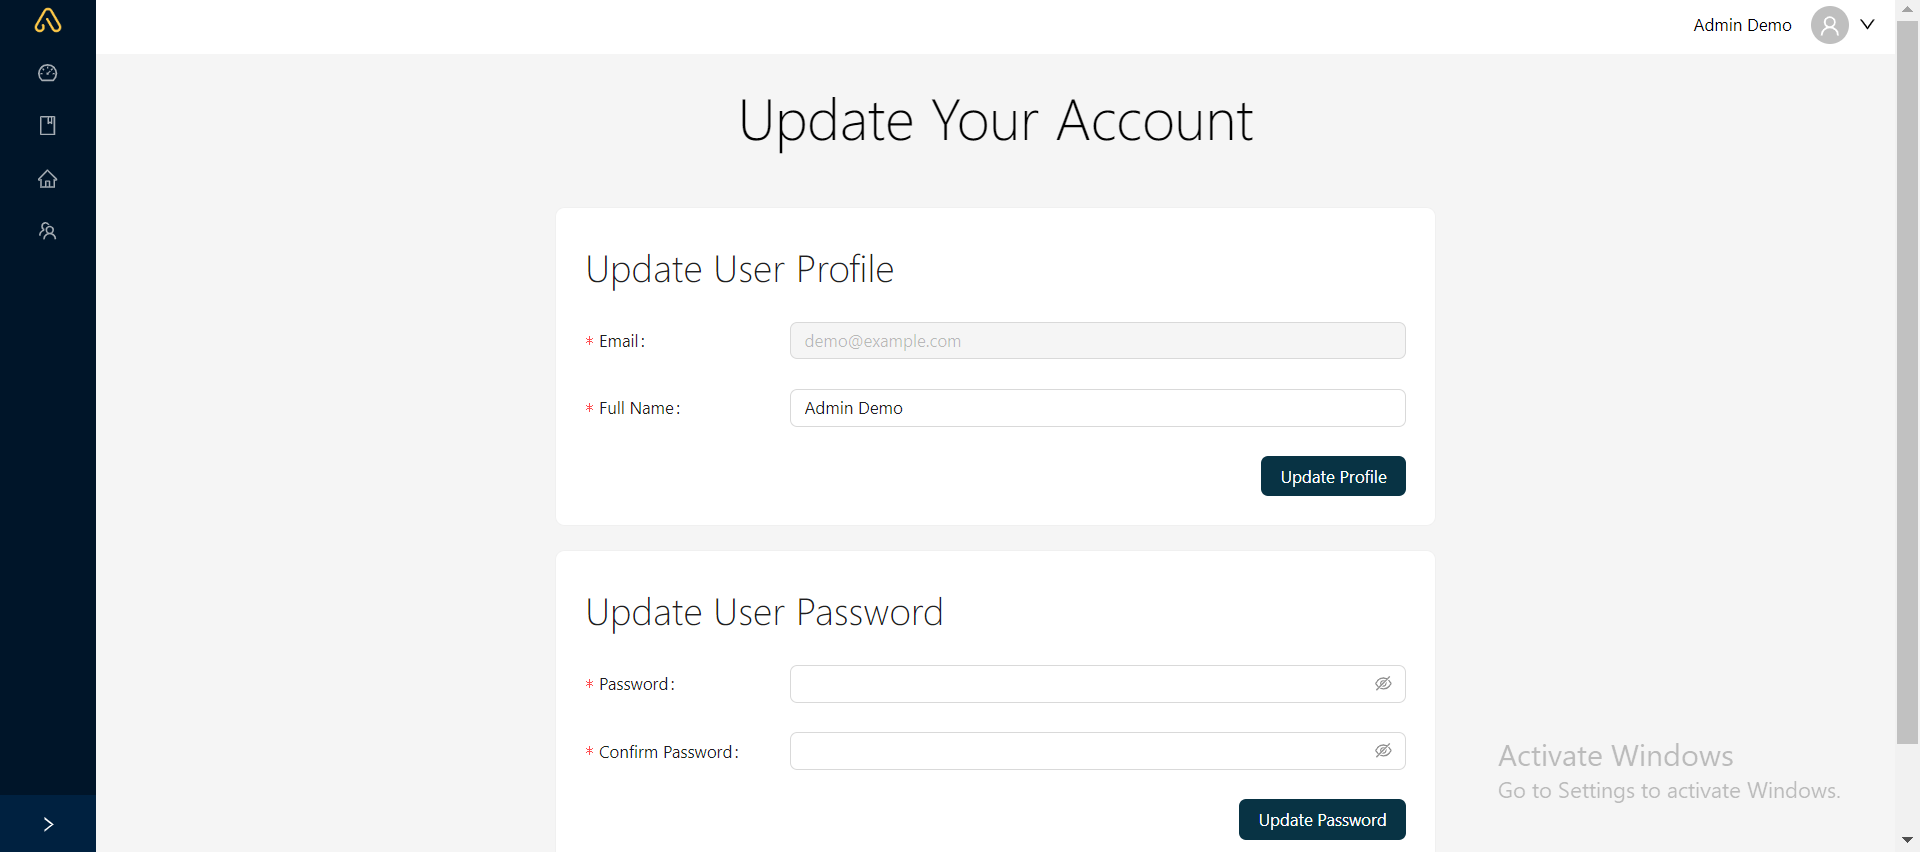 Admin Demo
Update Your Account
Update User Profile
* Email:
demo@example.com
* Full Name:
Admin Demo
Update Profile
Update User Password
* Password:
* Confirm Password:
Update Password
Activate Windows
Go to Settings to activate Windows.